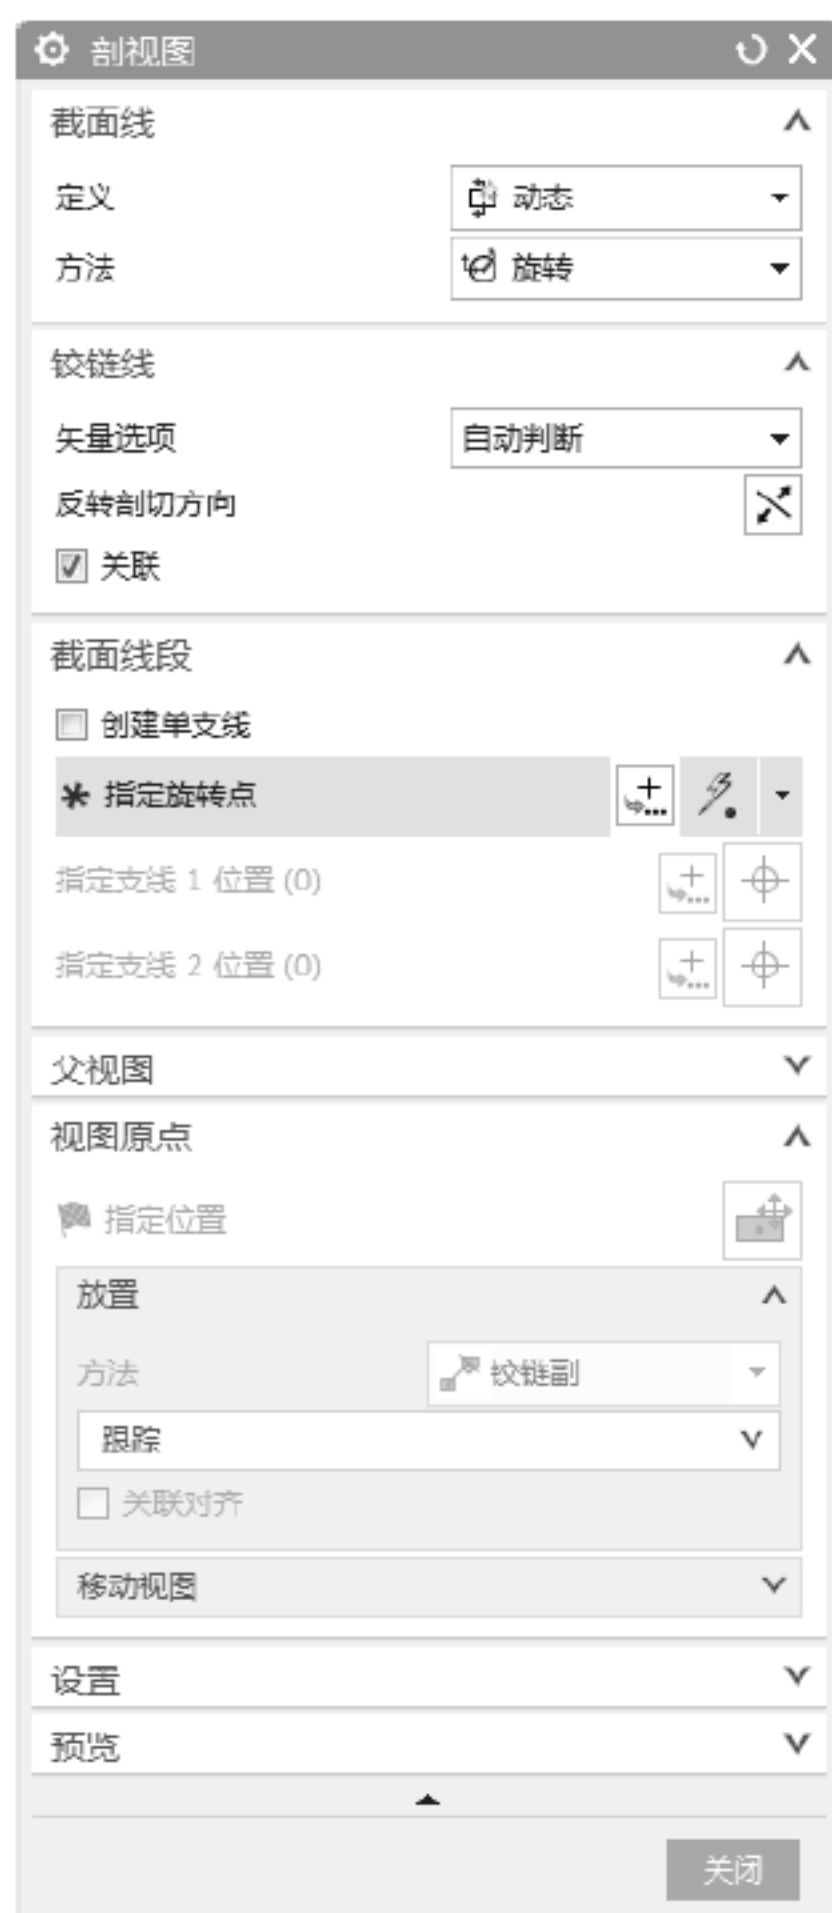 剖视图
截面线
定义 动态
方法 旋转
铰链线
矢量选项 自动判断
反转剖切方向
关联
截面线段
创建单支线
指定旋转点
指定支线 1 位置 (0)
指定支线 2 位置 (0)
父视图
视图原点
指定位置
放置
方法 铰链副
跟踪
关联对齐
移动视图
设置
预览
关闭